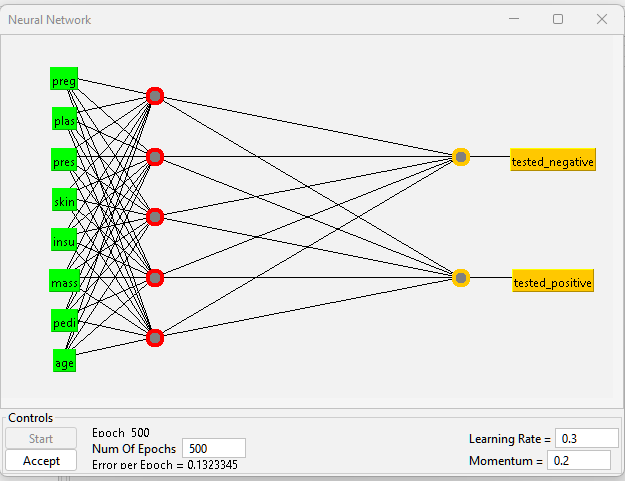 Neural Network
preg
plas
pres
skin
insu
mass
pedi
age
tested_negative
tested_positive
Controls
Start
Accept
Epoch 500
Num Of Epochs 500
Error per Epoch = 0.1323345
Learning Rate = 0.3
Momentum = 0.2